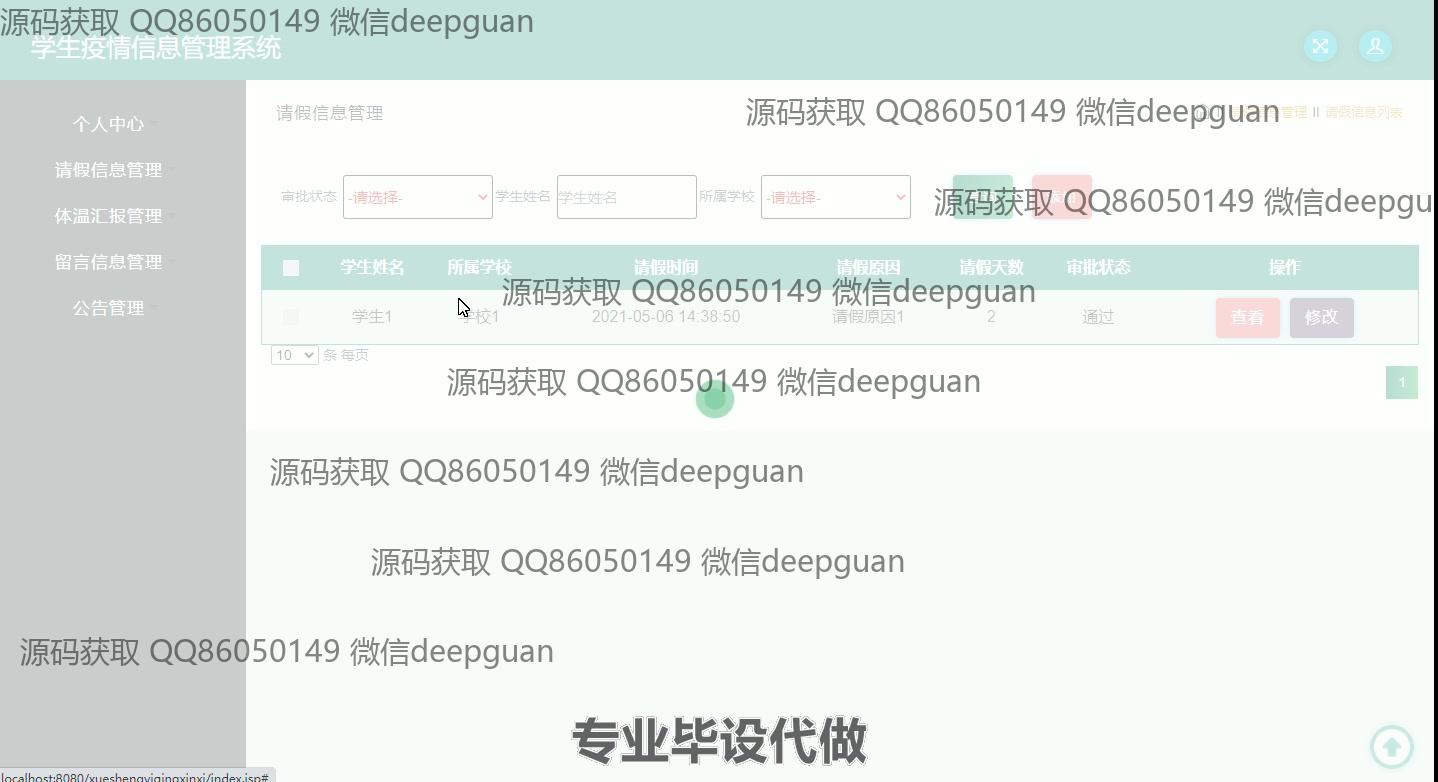 源码获取 QQ86050149 微信deepguan
学生疫情信息管理系统
个人中心
请假信息管理
体温汇报管理
留言信息管理
公告管理
请假信息管理
源码获取 QQ86050149 微信deepguan
管理 II 请假信息列表
审批状态 -请选择- 学生姓名 学生姓名 所属学校 -请选择-
源码获取 QQ86050149 微信deepgu
学生姓名 所属学校 请假时间 请假原因 请假天数 审批状态 操作
源码获取 QQ86050149 微信deepguan
学生1 学校1 2021-05-06 14:38:50 请假原因1 2 通过 查看 修改
10 条 每页
源码获取 QQ86050149 微信deepguan
1
源码获取 QQ86050149 微信deepguan
源码获取 QQ86050149 微信deepguan
源码获取 QQ86050149 微信deepguan
专业毕设代做
localhost:8080/xueshengyiqingxinxi/index.jsp#